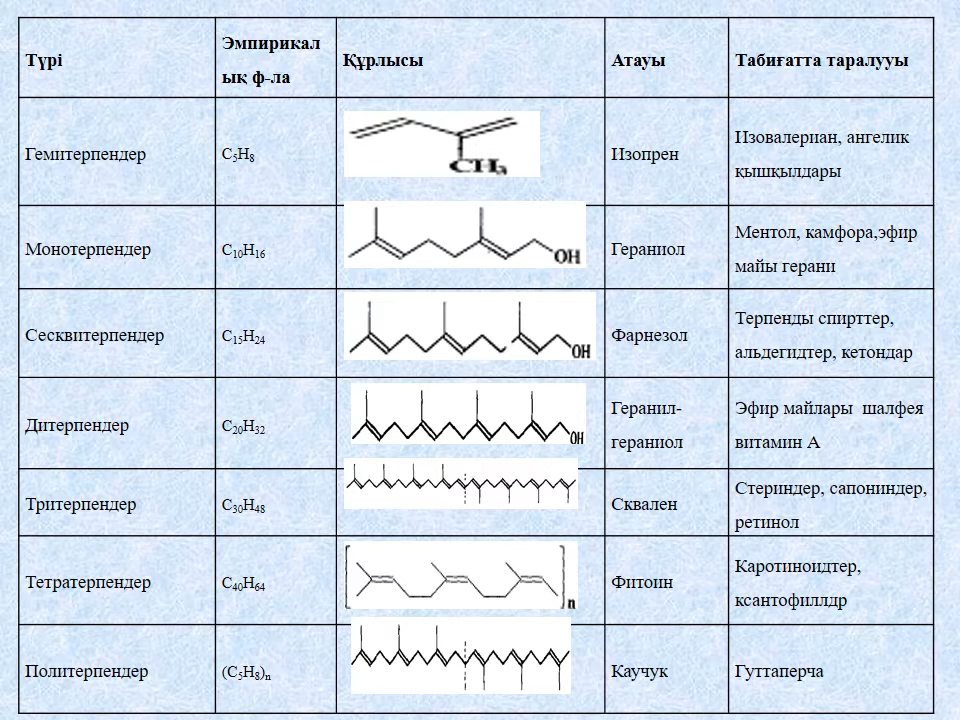 Түрі
Эмпирикал
ық ф-ла
Құрлысы
Атауы
Табиғатта таралууы
Гемитерпендер
C₅H₈
CH₃
Изопрен
Изовалериан, ангелик
қышқылдары
Монотерпендер
C₁₀H₁₆
OH
Гераниол
Ментол, камфора,эфир
майы герани
Сесквитерпендер
C₁₅H₂₄
OH
Фарнезол
Терпенды спирттер,
альдегидтер, кетондар
Дитерпендер
C₂₀H₃₂
OH
Геранил-
гераниол
Эфир майлары шалфея
витамин А
Тритерпендер
C₃₀H₄₈
Сквален
Стериндер, сапониндер,
ретинол
Тетратерпендер
C₄₀H₆₄
n
Фитоин
Каротиноидтер,
ксантофиллдр
Политерпендер
(C₅H₈)n
Каучук
Гуттаперча